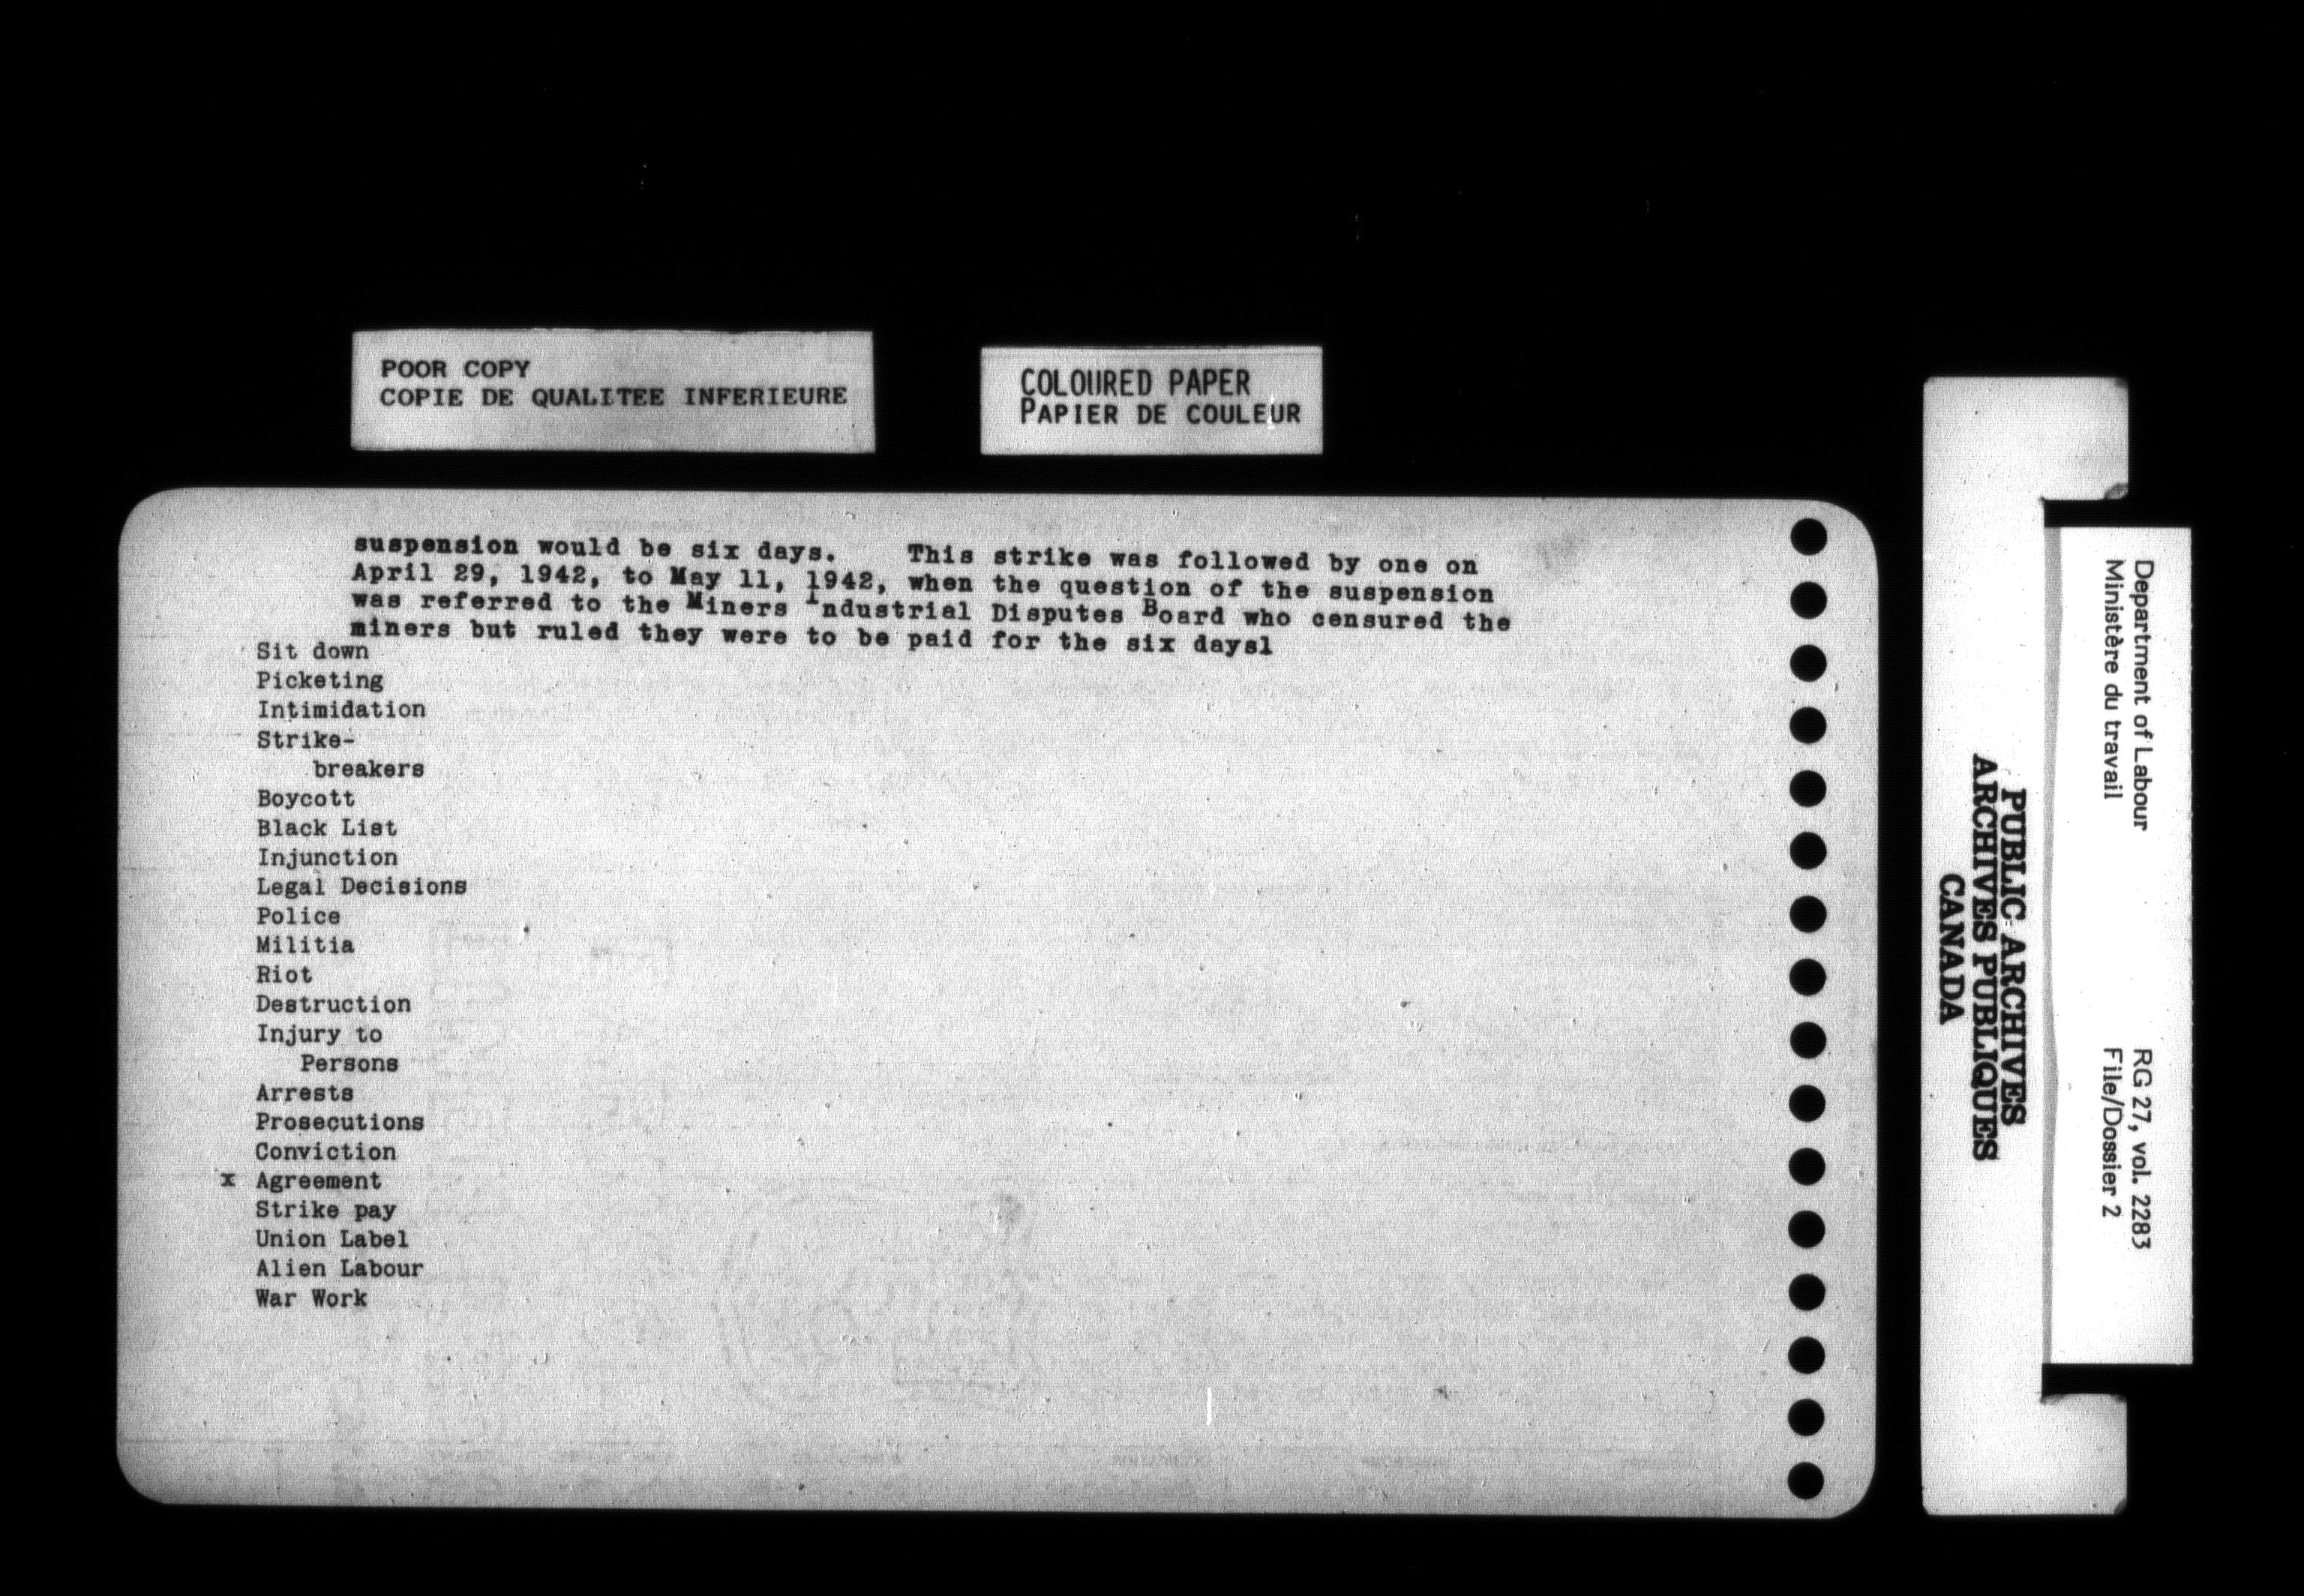 POOR COPY
COPIE DE QUALITEE INFERIEURE
COLOURED PAPER
PAPIER DE COULEUR
suspension would be six days. This strike was followed by one on
April 29, 1942, to May 11, 1942, when the question of the suspension
was referred to the Miners Industrial Disputes Board who censured the
miners but ruled they were to be paid for the six daysl
Sit down
Picketing
Intimidation
Strike-
breakers
Boycott
Black List
Injunction
Legal Decisions
Police
Militia
Riot
Destruction
Injury to
Persons
Arrests
Prosecutions
Conviction
x Agreement
Strike pay
Union Label
Alien Labour
War Work
PUBLIC ARCHIVES
ARCHIVES PUBLIQUES
CANADA
Department of Labour
Ministère du travail
RG 27, vol. 2283
File/Dossier 2